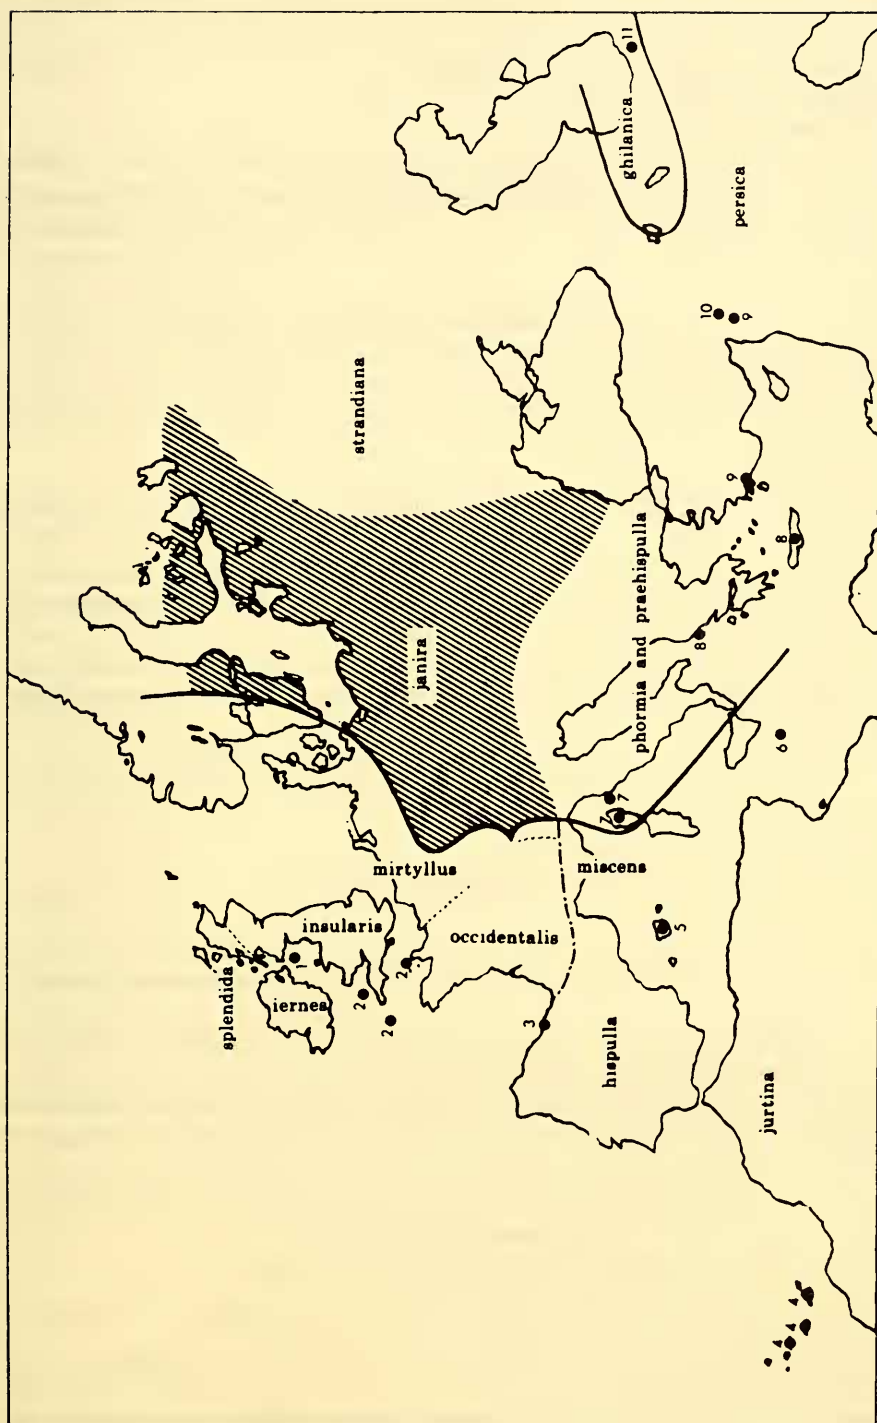 splendida
iernes
1
insularis
2
2
2
mirtyllus
occidentalis
janira
strandiana
3
hispulla
miscens
7
7
5
phormia and praehispulla
8
8
9
10
9
ghilanica
11
persica
jurtina
6
4
4
4